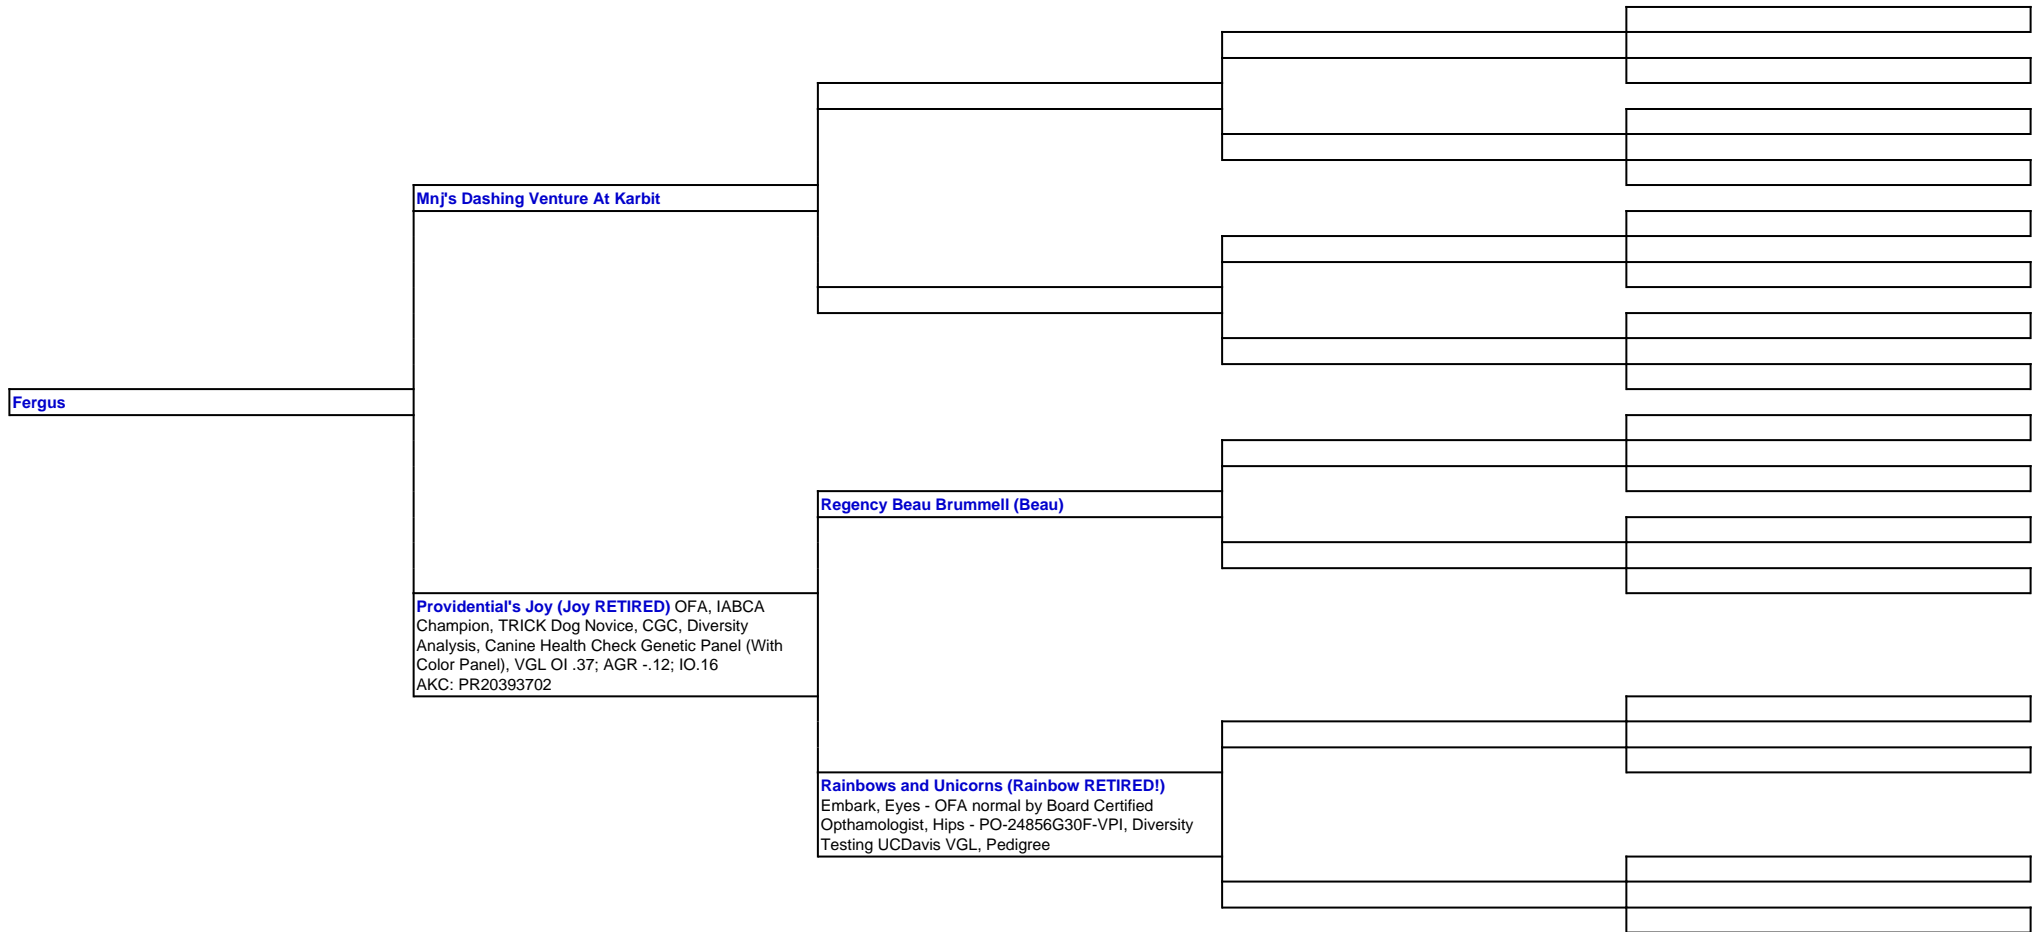 Mnj's Dashing Venture At Karbit
Fergus
Regency Beau Brummell (Beau)
Providential's Joy (Joy RETIRED) OFA, IABCA
Champion, TRICK Dog Novice, CGC, Diversity
Analysis, Canine Health Check Genetic Panel (With
Color Panel), VGL OI .37; AGR -.12; IO.16
AKC: PR20393702
Rainbows and Unicorns (Rainbow RETIRED!)
Embark, Eyes - OFA normal by Board Certified
Opthamologist, Hips - PO-24856G30F-VPI, Diversity
Testing UCDavis VGL, Pedigree